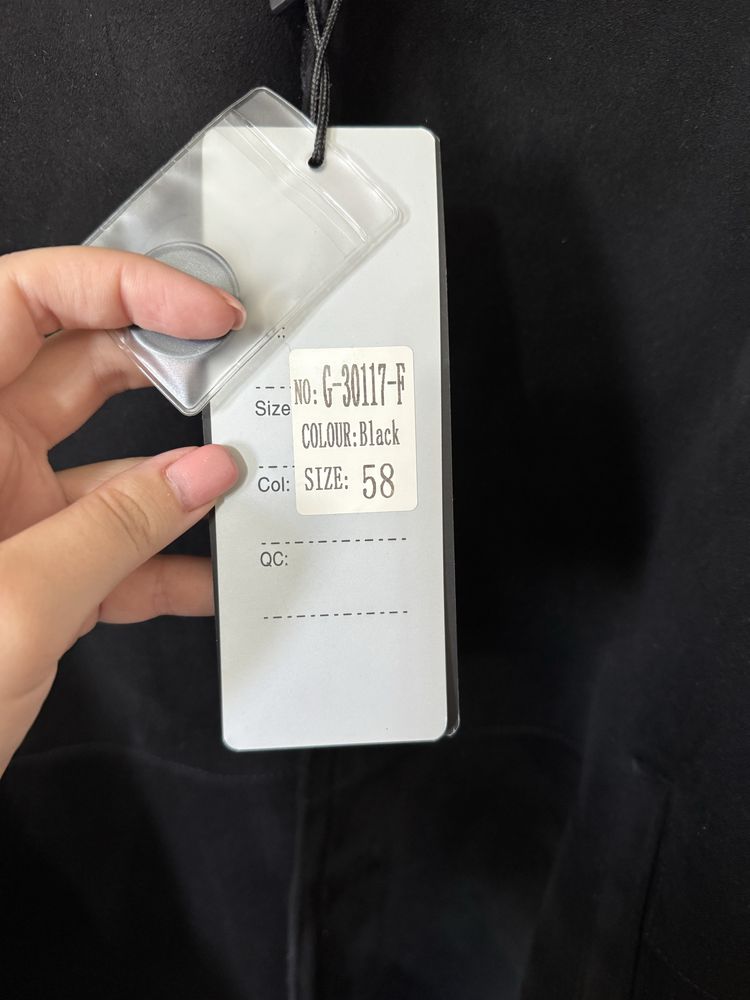 NO: G-30117-F
Size
COLOUR:Black
Col:
SIZE: 58
QC: